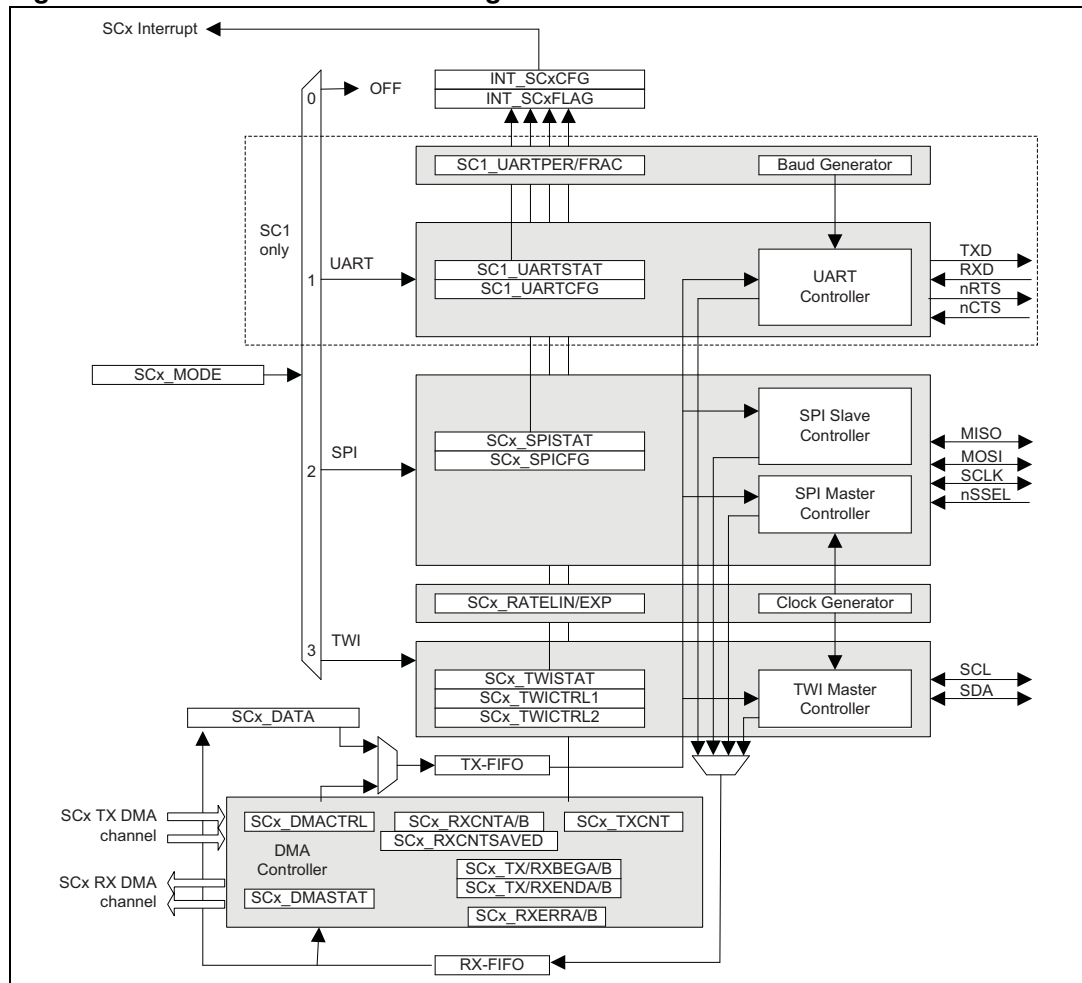 SCx Interrupt
INT_SCxCFG
INT_SCxFLAG
0
OFF
SC1_UARTPER/FRAC
Baud Generator
SC1
only
1
UART
SC1_UARTSTAT
SC1_UARTCFG
UART
Controller
TXD
RXD
nRTS
nCTS
SCx_MODE
2
SPI
SCx_SPISTAT
SCx_SPICFG
SPI Slave
Controller
SPI Master
Controller
MISO
MOSI
SCLK
nSSEL
SCx_RATELIN/EXP
Clock Generator
3
TWI
SCx_TWISTAT
SCx_TWICTRL1
SCx_TWICTRL2
TWI Master
Controller
SCL
SDA
SCx_DATA
TX-FIFO
SCx TX DMA
channel
SCx RX DMA
channel
SCx_DMACTRL
DMA
Controller
SCx_DMASTAT
SCx_RXCNTA/B
SCx_RXCNTSAVED
SCx_TXCNT
SCx_TX/RXBEGA/B
SCx_TX/RXENDA/B
SCx_RXERRA/B
RX-FIFO